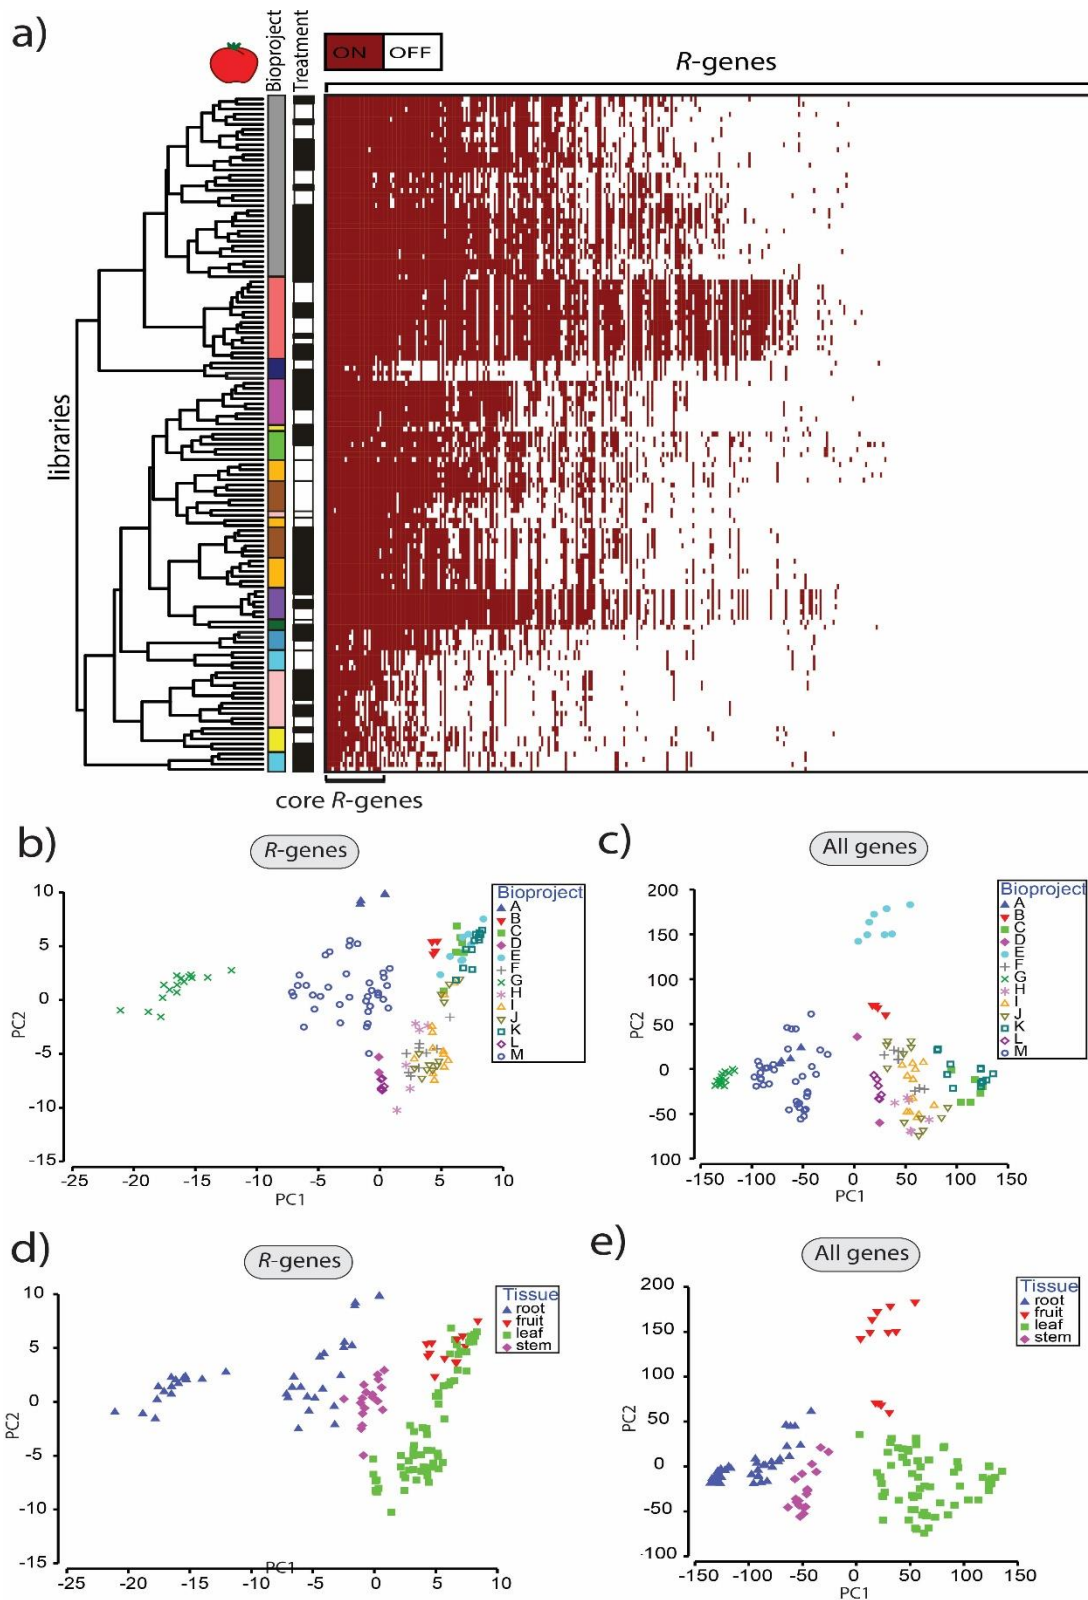 a)
Bioproject
Treatment
ON OFF
R-genes
libraries
core R-genes
b)
R-genes
10
5
0
-5
-10
-15
PC2
-25 -20 -15 -10 -5 0 5 10
PC1
Bioproject
A
B
C
D
E
F
G
H
I
J
K
L
M
c)
All genes
200
150
100
50
0
-50
100
PC2
-150 -100 -50 0 50 100 150
PC1
Bioproject
A
B
C
D
E
F
G
H
I
J
K
L
M
d)
R-genes
10
5
0
-5
-10
-15
PC2
-25 -20 -15 -10 -5 0 5 10
PC1
Tissue
root
fruit
leaf
stem
e)
All genes
200
150
100
50
0
-50
-100
PC2
-150 -100 -50 0 50 100 150
PC1
Tissue
root
fruit
leaf
stem